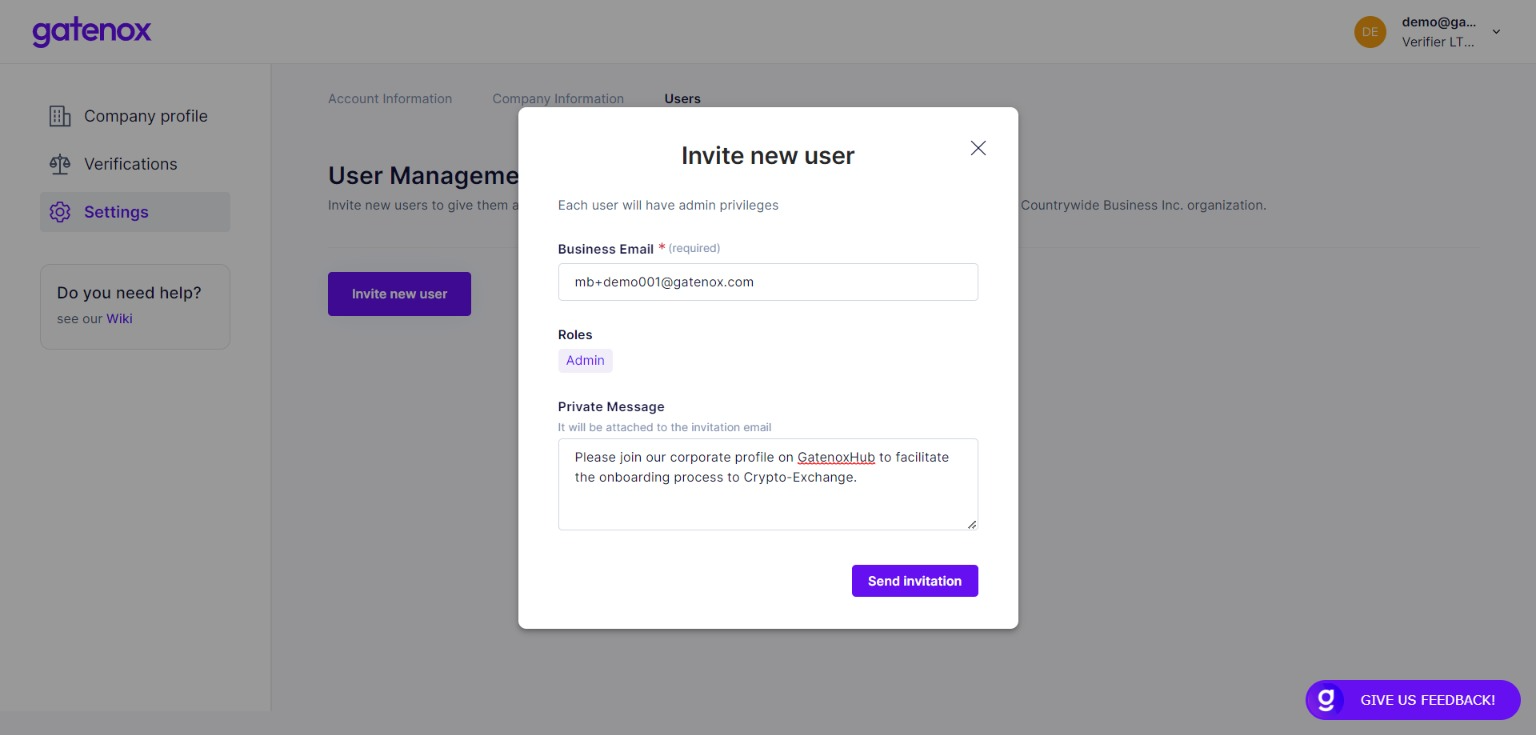 gatenox
DE
demo@ga...
Verifier LT...
Company profile
Verifications
Settings
Do you need help?
see our Wiki
Account Information
Company Information
Users
User Manageme
Invite new users to give them a
Countrywide Business Inc. organization.
Invite new user
Invite new user
Each user will have admin privileges
Business Email * (required)
mb+demo001@gatenox.com
Roles
Admin
Private Message
It will be attached to the invitation email
Please join our corporate profile on GatenoxHub to facilitate
the onboarding process to Crypto-Exchange.
Send invitation
g GIVE US FEEDBACK!